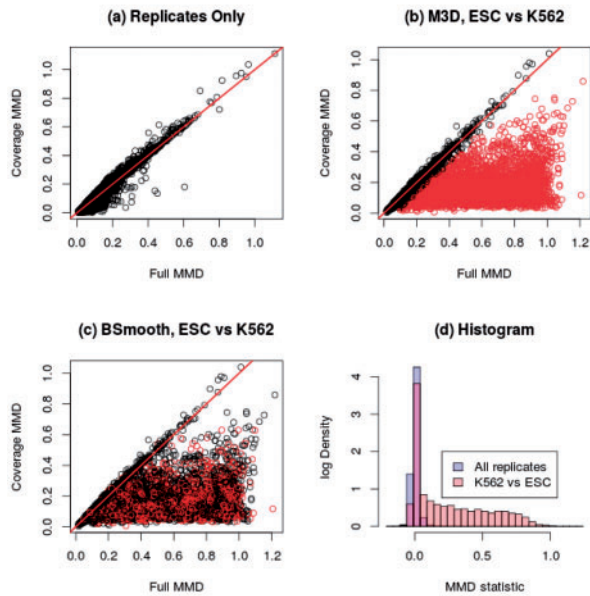 (a) Replicates Only
Coverage MMD
0.0 0.2 0.4 0.6 0.8 1.0
0.0 0.2 0.4 0.6 0.8 1.0
Full MMD
(b) M3D, ESC vs K562
Coverage MMD
0.0 0.2 0.4 0.6 0.8 1.0
0.0 0.2 0.4 0.6 0.8 1.0 1.2
Full MMD
(c) BSmooth, ESC vs K562
Coverage MMD
0.0 0.2 0.4 0.6 0.8 1.0
0.0 0.2 0.4 0.6 0.8 1.0 1.2
Full MMD
(d) Histogram
log Density
0 1 2 3 4
All replicates
K562 vs ESC
0.0 0.5 1.0
MMD statistic